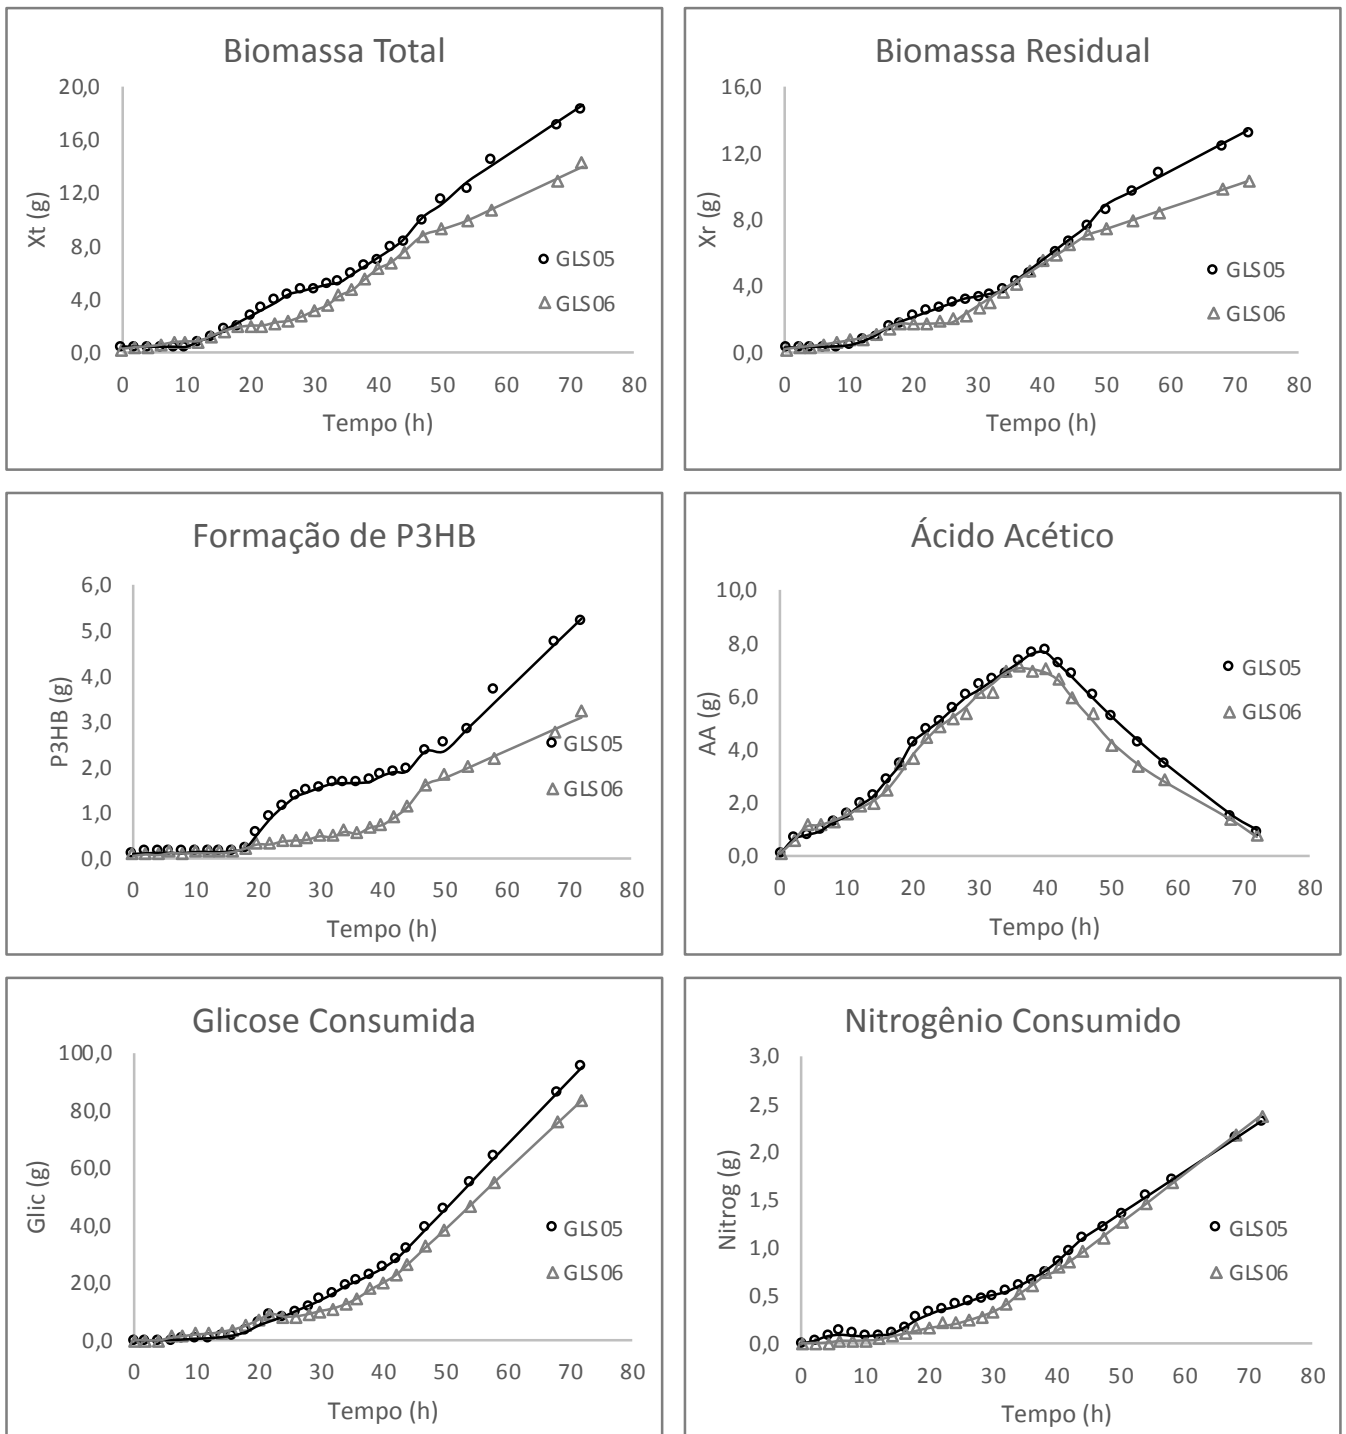 Biomassa Total
20,0
16,0
12,0
8,0
4,0
0,0
Xt (g)
0 10 20 30 40 50 60 70 80
Tempo (h)
GLS05
GLS06
Biomassa Residual
16,0
12,0
8,0
4,0
0,0
Xr (g)
0 10 20 30 40 50 60 70 80
Tempo (h)
GLS05
GLS06
Formação de P3HB
6,0
5,0
4,0
3,0
2,0
1,0
0,0
P3HB (g)
0 10 20 30 40 50 60 70 80
Tempo (h)
GLS05
GLS06
Ácido Acético
10,0
8,0
6,0
4,0
2,0
0,0
AA (g)
0 10 20 30 40 50 60 70 80
Tempo (h)
GLS05
GLS06
Glicose Consumida
100,0
80,0
60,0
40,0
20,0
0,0
Glic (g)
0 10 20 30 40 50 60 70 80
Tempo (h)
GLS05
GLS06
Nitrogênio Consumido
3,0
2,5
2,0
1,5
1,0
0,5
0,0
Nitrog (g)
0 10 20 30 40 50 60 70 80
Tempo (h)
GLS05
GLS06